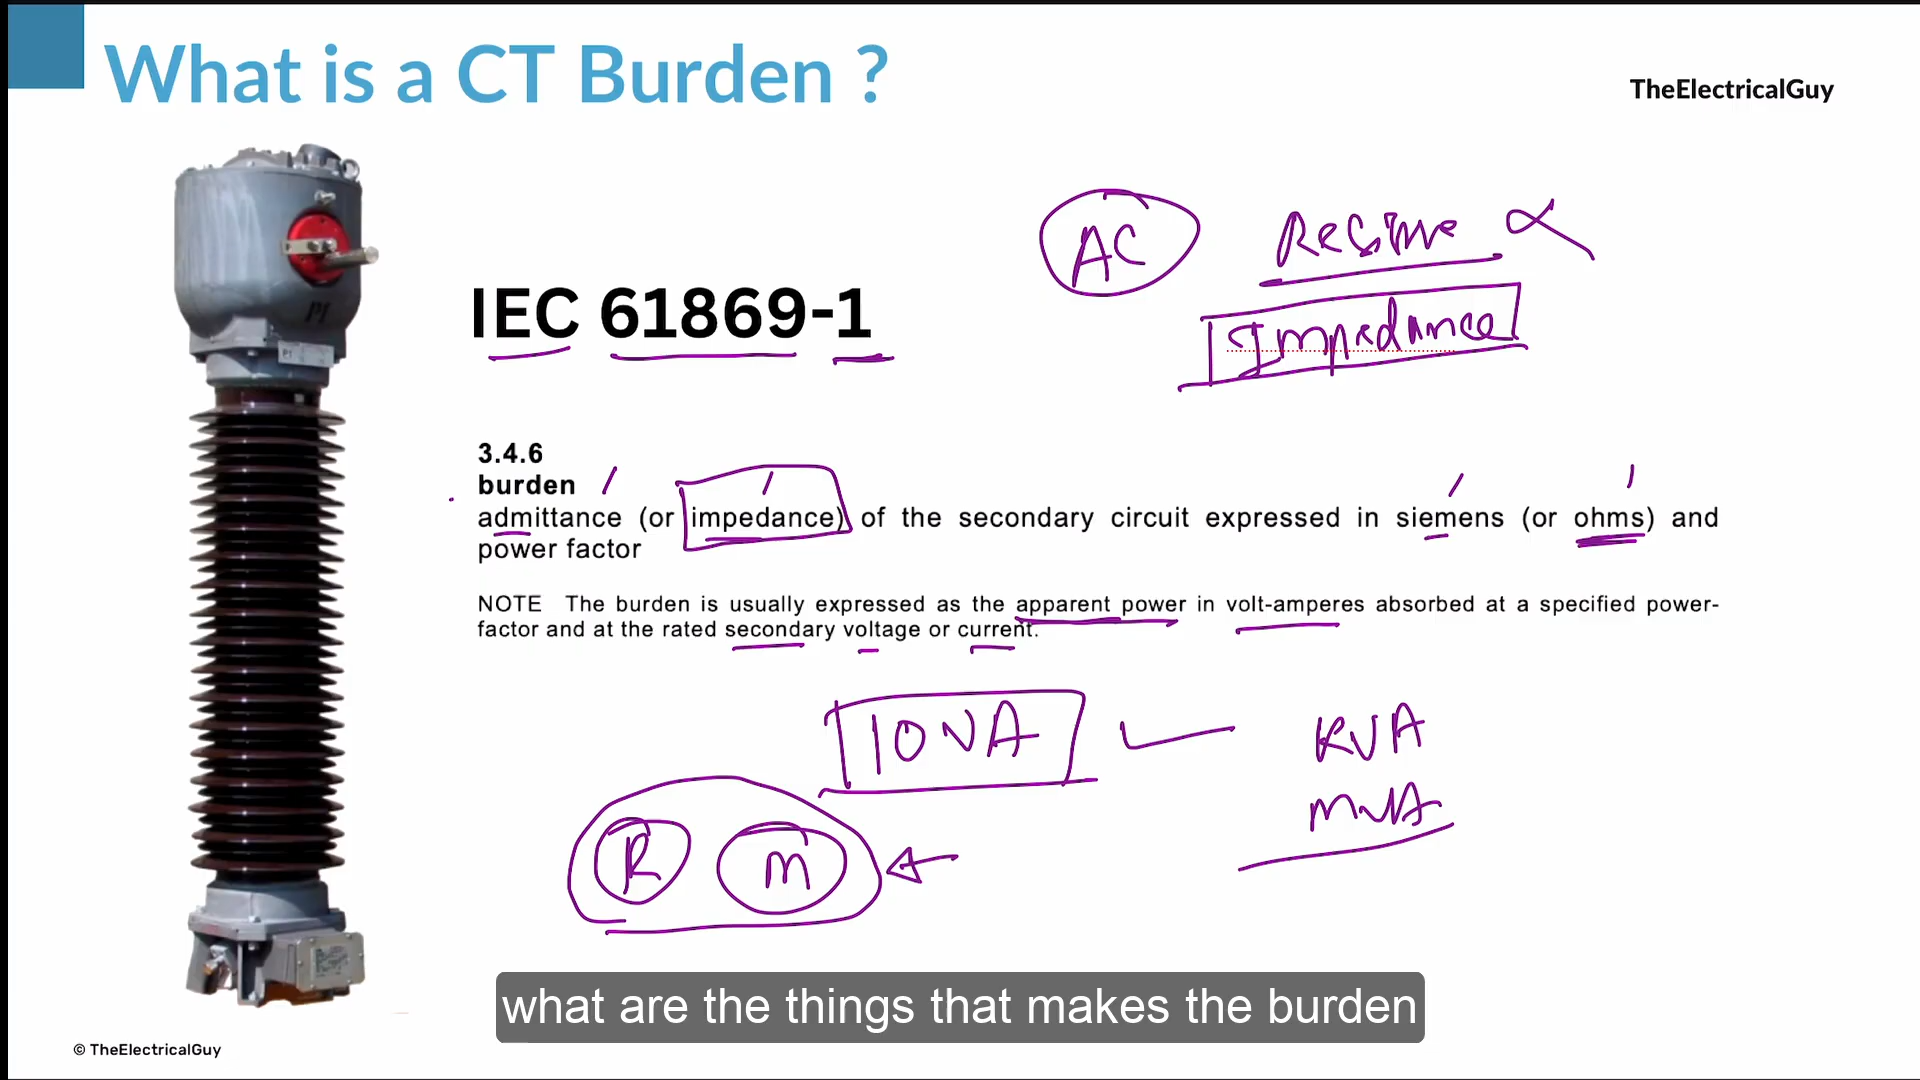 What is a CT Burden ?
TheElectricalGuy
AC
IEC 61869-1
Impedance
3.4.6
burden
admittance (or impedance) of the secondary circuit expressed in siemens (or ohms) and
power factor
NOTE The burden is usually expressed as the apparent power in volt-amperes absorbed at a specified power-
factor and at the rated secondary voltage or current.
10VA
KVA
MVA
R
M
what are the things that makes the burden
© TheElectricalGuy